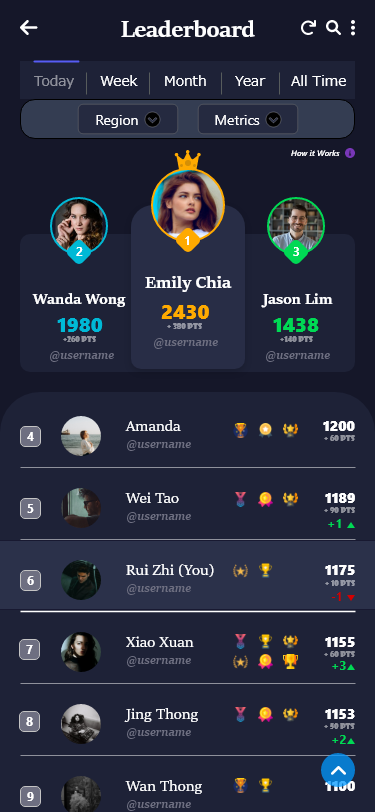 Leaderboard
Today Week Month Year All Time
Region Metrics
How it Works i
1
2 3
Emily Chia
Wanda Wong Jason Lim
2430
1980 1438
+260 PTS +140 PTS
@username
@username @username
4 Amanda 1200
@username + 60 PTS
5 Wei Tao 1189
@username + 90 PTS
+1
6 Rui Zhi (You) 1175
@username + 10 PTS
-1
7 Xiao Xuan 1155
@username + 60 PTS
+3
8 Jing Thong 1153
@username + 50 PTS
+2
9 Wan Thong 1100
@username